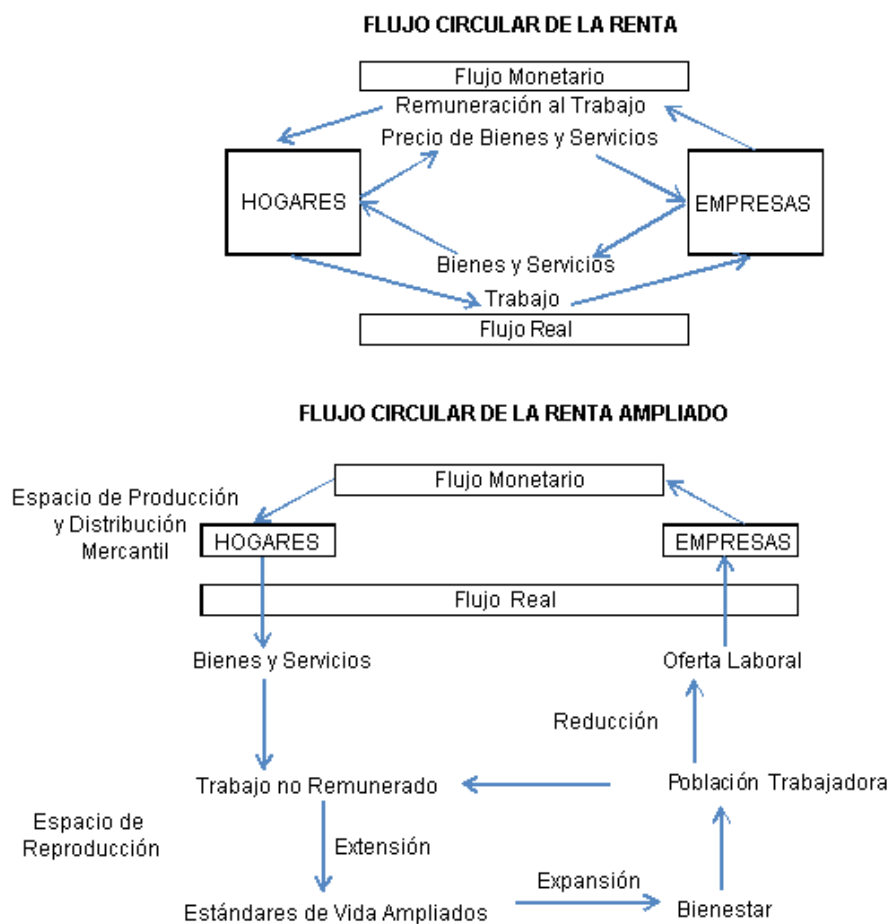 FLUJO CIRCULAR DE LA RENTA
Flujo Monetario
Remuneración al Trabajo
Precio de Bienes y Servicios
HOGARES
EMPRESAS
Bienes y Servicios
Trabajo
Flujo Real
FLUJO CIRCULAR DE LA RENTA AMPLIADO
Flujo Monetario
Espacio de Producción
y Distribución
Mercantil
HOGARES
EMPRESAS
Flujo Real
Bienes y Servicios
Oferta Laboral
Reducción
Trabajo no Remunerado
Población Trabajadora
Espacio de
Reproducción
Extensión
Expansión
Estándares de Vida Ampliados
Bienestar